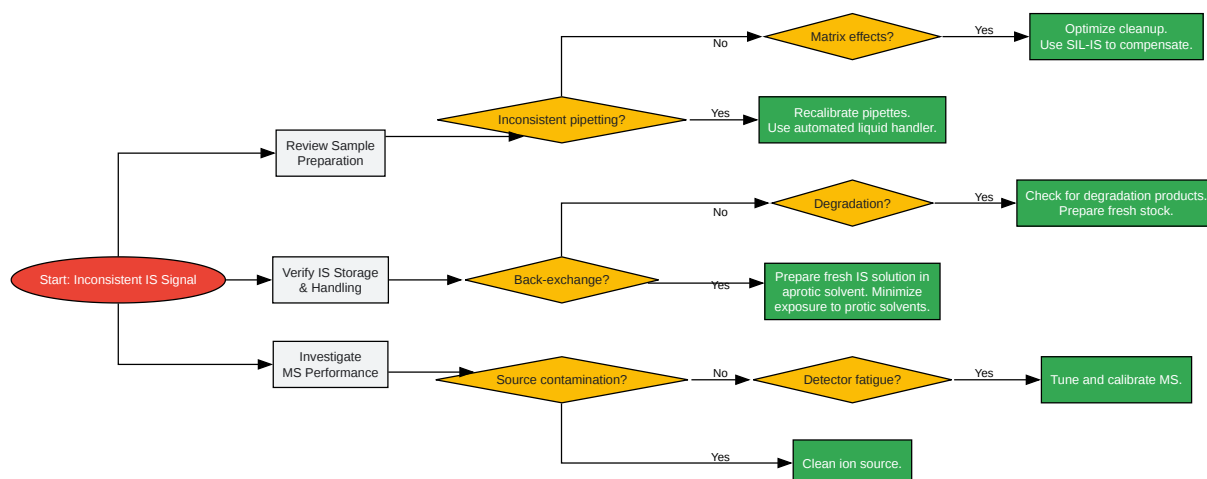 Start: Inconsistent IS Signal
Review Sample
Preparation
Inconsistent pipetting?
No
Matrix effects?
Yes
Optimize cleanup.
Use SIL-IS to compensate.
Yes
Recalibrate pipettes.
Use automated liquid handler.
Verify IS Storage
& Handling
Back-exchange?
No
Degradation?
Yes
Check for degradation products.
Prepare fresh stock.
Yes
Prepare fresh IS solution in
aprotic solvent. Minimize
exposure to protic solvents.
Investigate
MS Performance
Source contamination?
No
Detector fatigue?
Yes
Tune and calibrate MS.
Yes
Clean ion source.